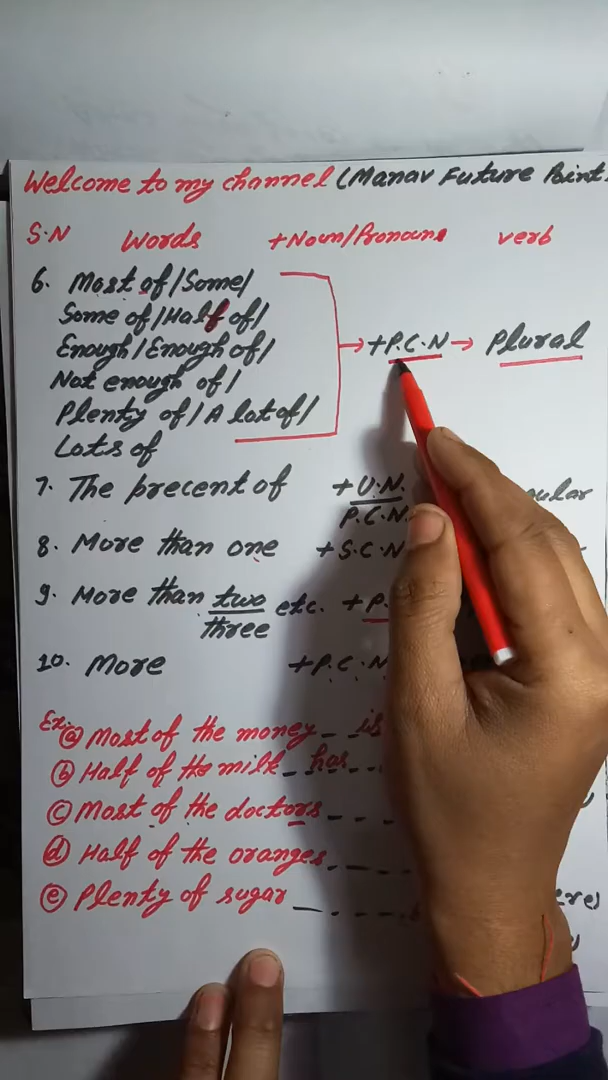 Welcome to my channel (Manav Future Point
S.N Words +Noun/Pronouns verb
6. Most of/Some/
Some of/Half of/
Enough/Enough of/ → +P.C.N → Plural
Not enough of/
Plenty of/A lot of/
Lots of
7. The precent of +U.N.
P.C.N.
8. More than one + S.C.N
9. More than two etc. + P.
three
10. More + P.C.N
Ex. (a) Most of the money _ _ is
(b) Half of the milk _ has _ _
(c) Most of the doctors _ _ _
(d) Half of the oranges _ _ _
(e) Plenty of sugar _ _ _ _